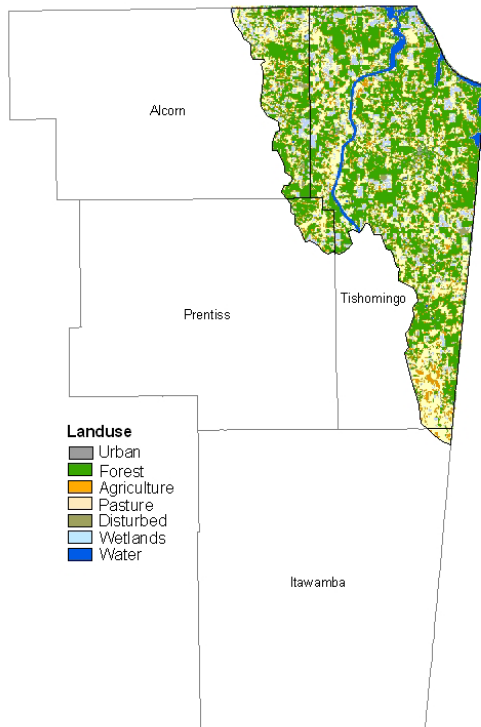 Alcorn
Tishomingo
Prentiss
Landuse
Urban
Forest
Agriculture
Pasture
Disturbed
Wetlands
Water
Itawamba